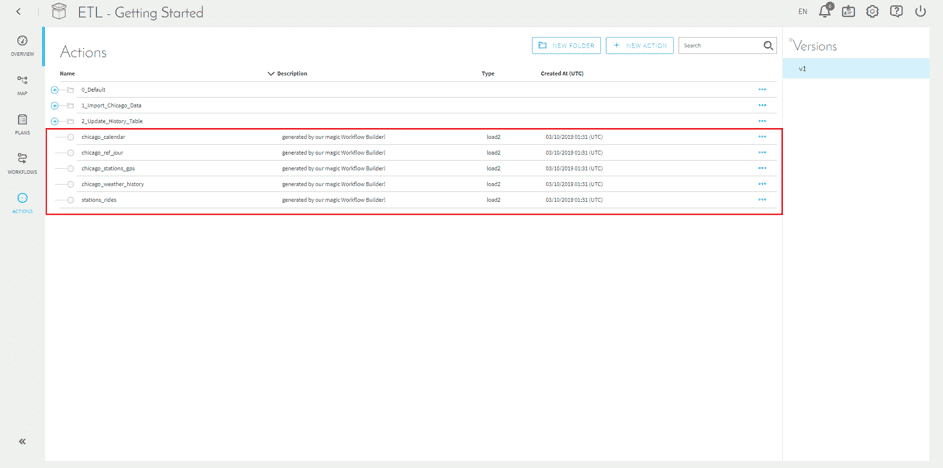 ETL - Getting Started
EN
OVERVIEW
MAP
PLANS
WORKFLOWS
ACTIONS
Actions
NEW FOLDER
+ NEW ACTION
Search
Name Description Type Created At (UTC)
0_Default
1_Import_Chicago_Data
2_Update_History_Table
chicago_calendar generated by our magic Workflow Builder! load2 03/10/2019 01:31 (UTC)
chicago_ref_jour generated by our magic Workflow Builder! load2 03/10/2019 01:31 (UTC)
chicago_stations_gps generated by our magic Workflow Builder! load2 03/10/2019 01:31 (UTC)
chicago_weather_history generated by our magic Workflow Builder! load2 03/10/2019 01:31 (UTC)
stations_rides generated by our magic Workflow Builder! load2 03/10/2019 01:31 (UTC)
Versions
v1